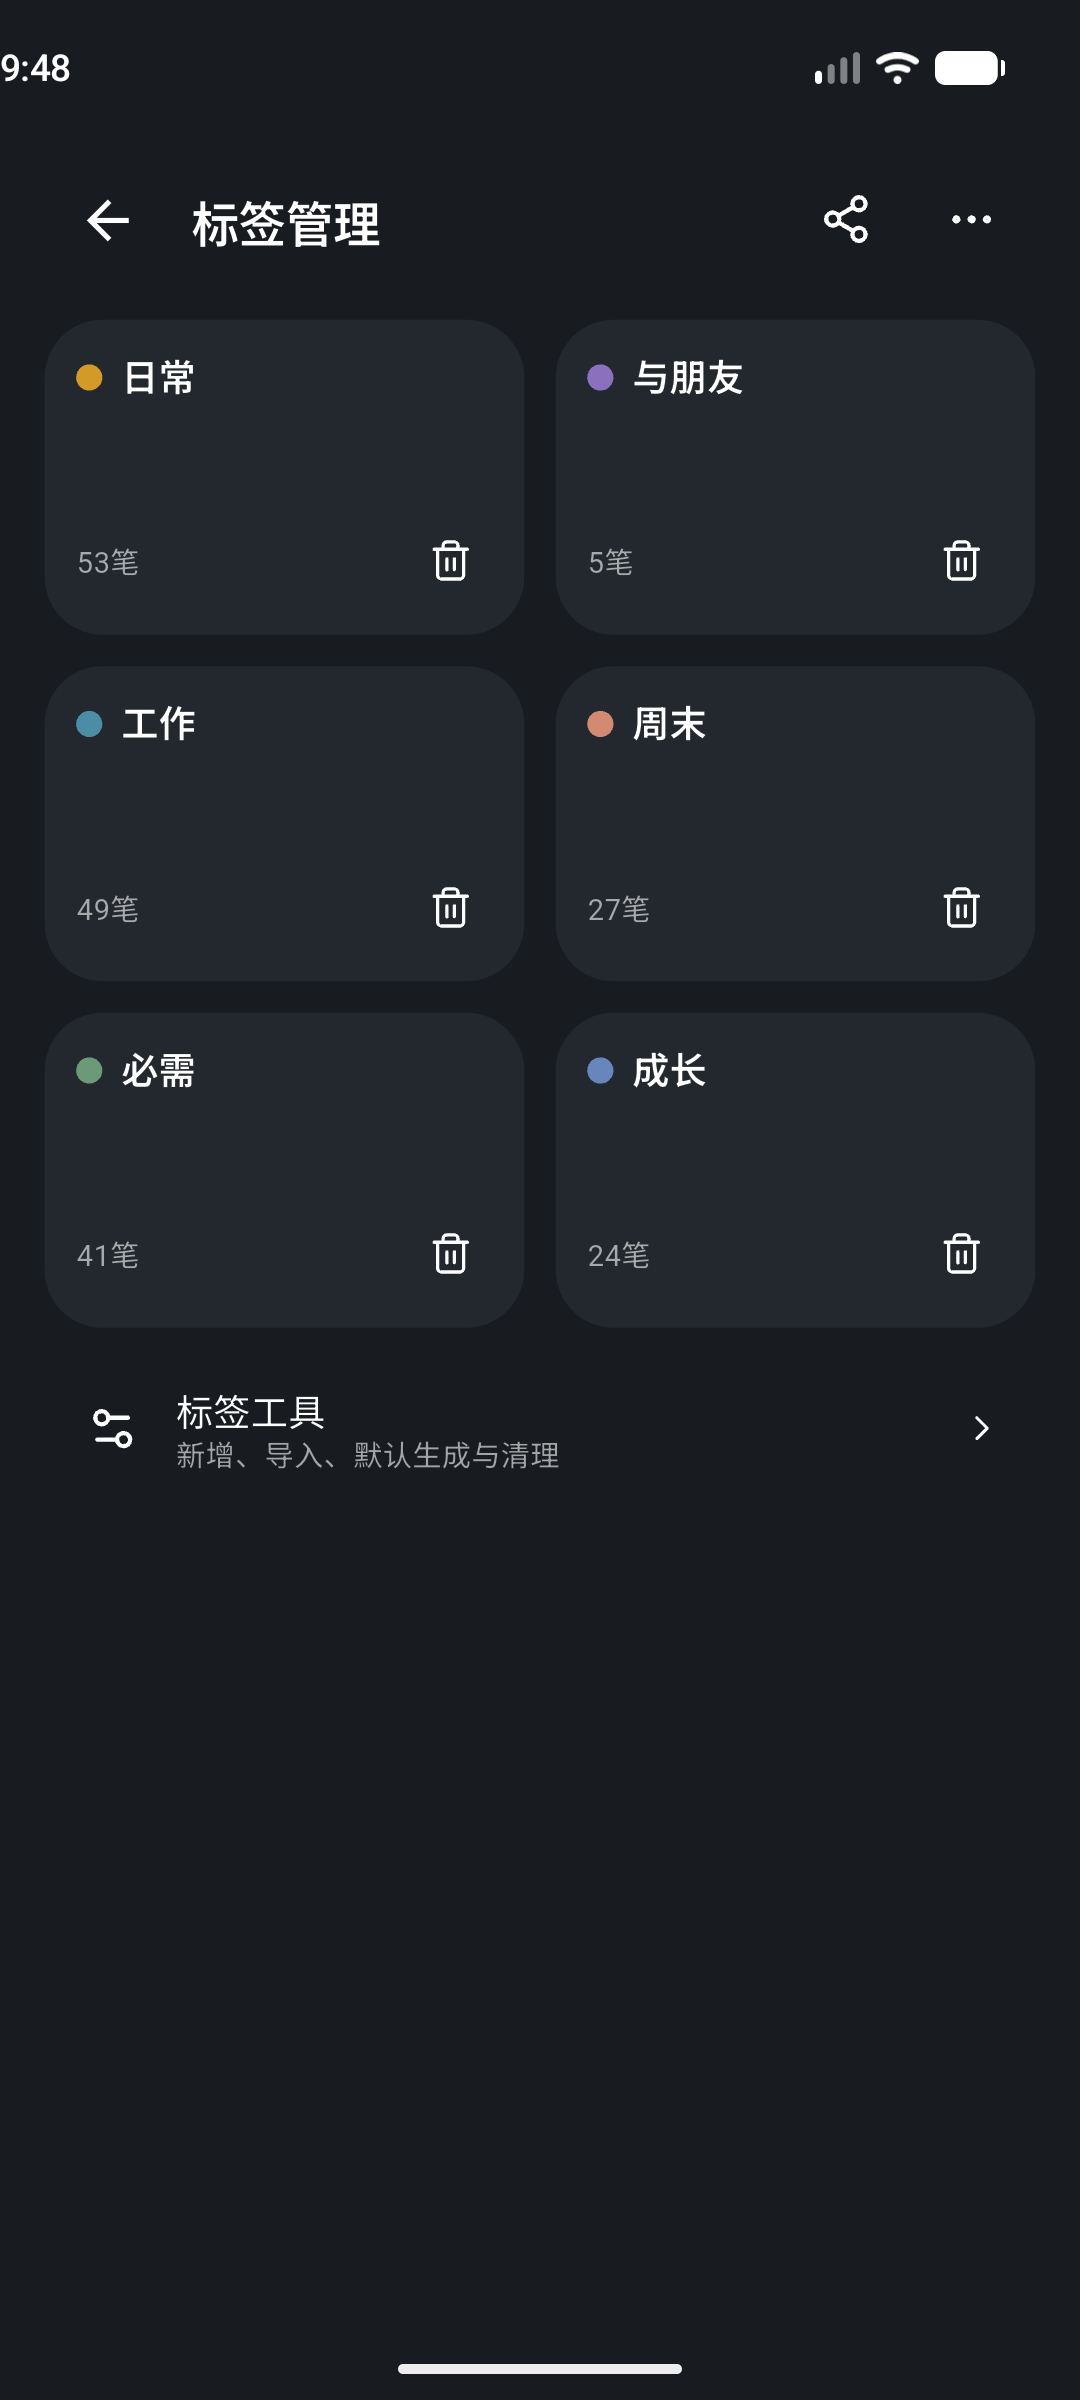 9:48
标签管理
日常
与朋友
53笔
5笔
工作
周末
49笔
27笔
必需
成长
41笔
24笔
标签工具
新增、导入、默认生成与清理